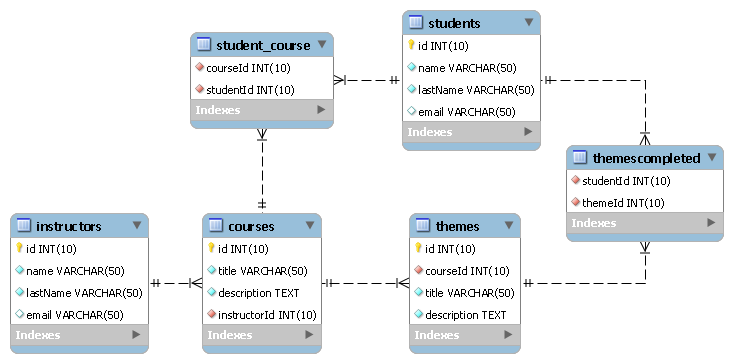 student_course
courseId INT(10)
studentId INT(10)
Indexes
students
id INT(10)
name VARCHAR(50)
lastName VARCHAR(50)
email VARCHAR(50)
Indexes
themescompleted
studentId INT(10)
themeId INT(10)
Indexes
instructors
id INT(10)
name VARCHAR(50)
lastName VARCHAR(50)
email VARCHAR(50)
Indexes
courses
id INT(10)
title VARCHAR(50)
description TEXT
instructorId INT(10)
Indexes
themes
id INT(10)
courseId INT(10)
title VARCHAR(50)
description TEXT
Indexes